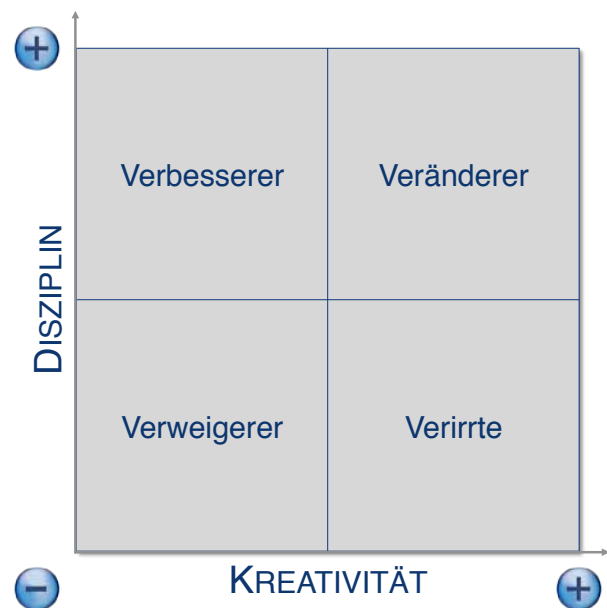 +
Verbesserer
Veränderer
DISZIPLIN
Verweigerer
Verirrte
−
KREATIVITÄT
+